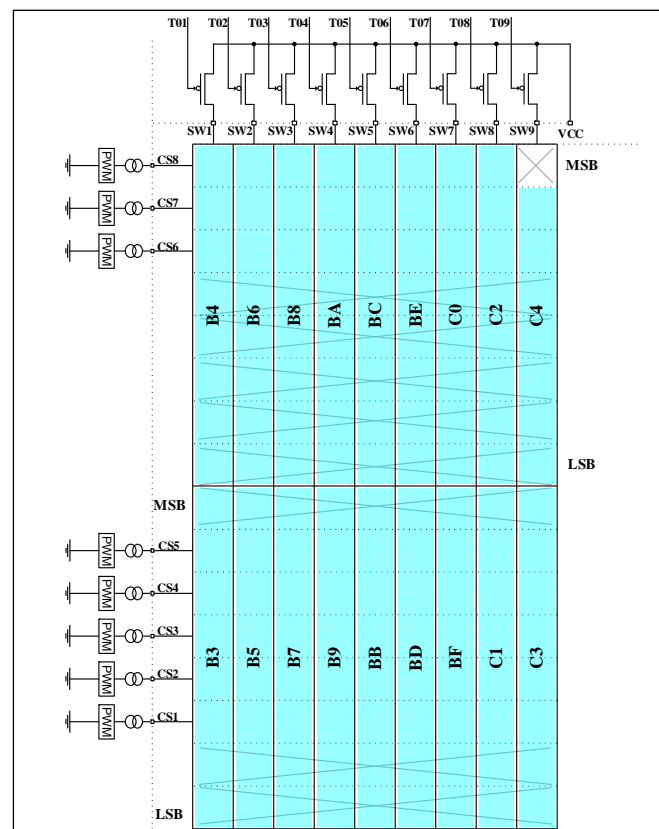 T01 T02 T03 T04 T05 T06 T07 T08 T09
SW1 SW2 SW3 SW4 SW5 SW6 SW7 SW8 SW9 VCC
PWM CS8 MSB
PWM CS7
PWM CS6
B4 B6 B8 BA BC BE C0 C2 C4
LSB
MSB
PWM CS5
PWM CS4
PWM CS3
B3 B5 B7 B9 BB BD BF C1 C3
PWM CS2
PWM CS1
LSB